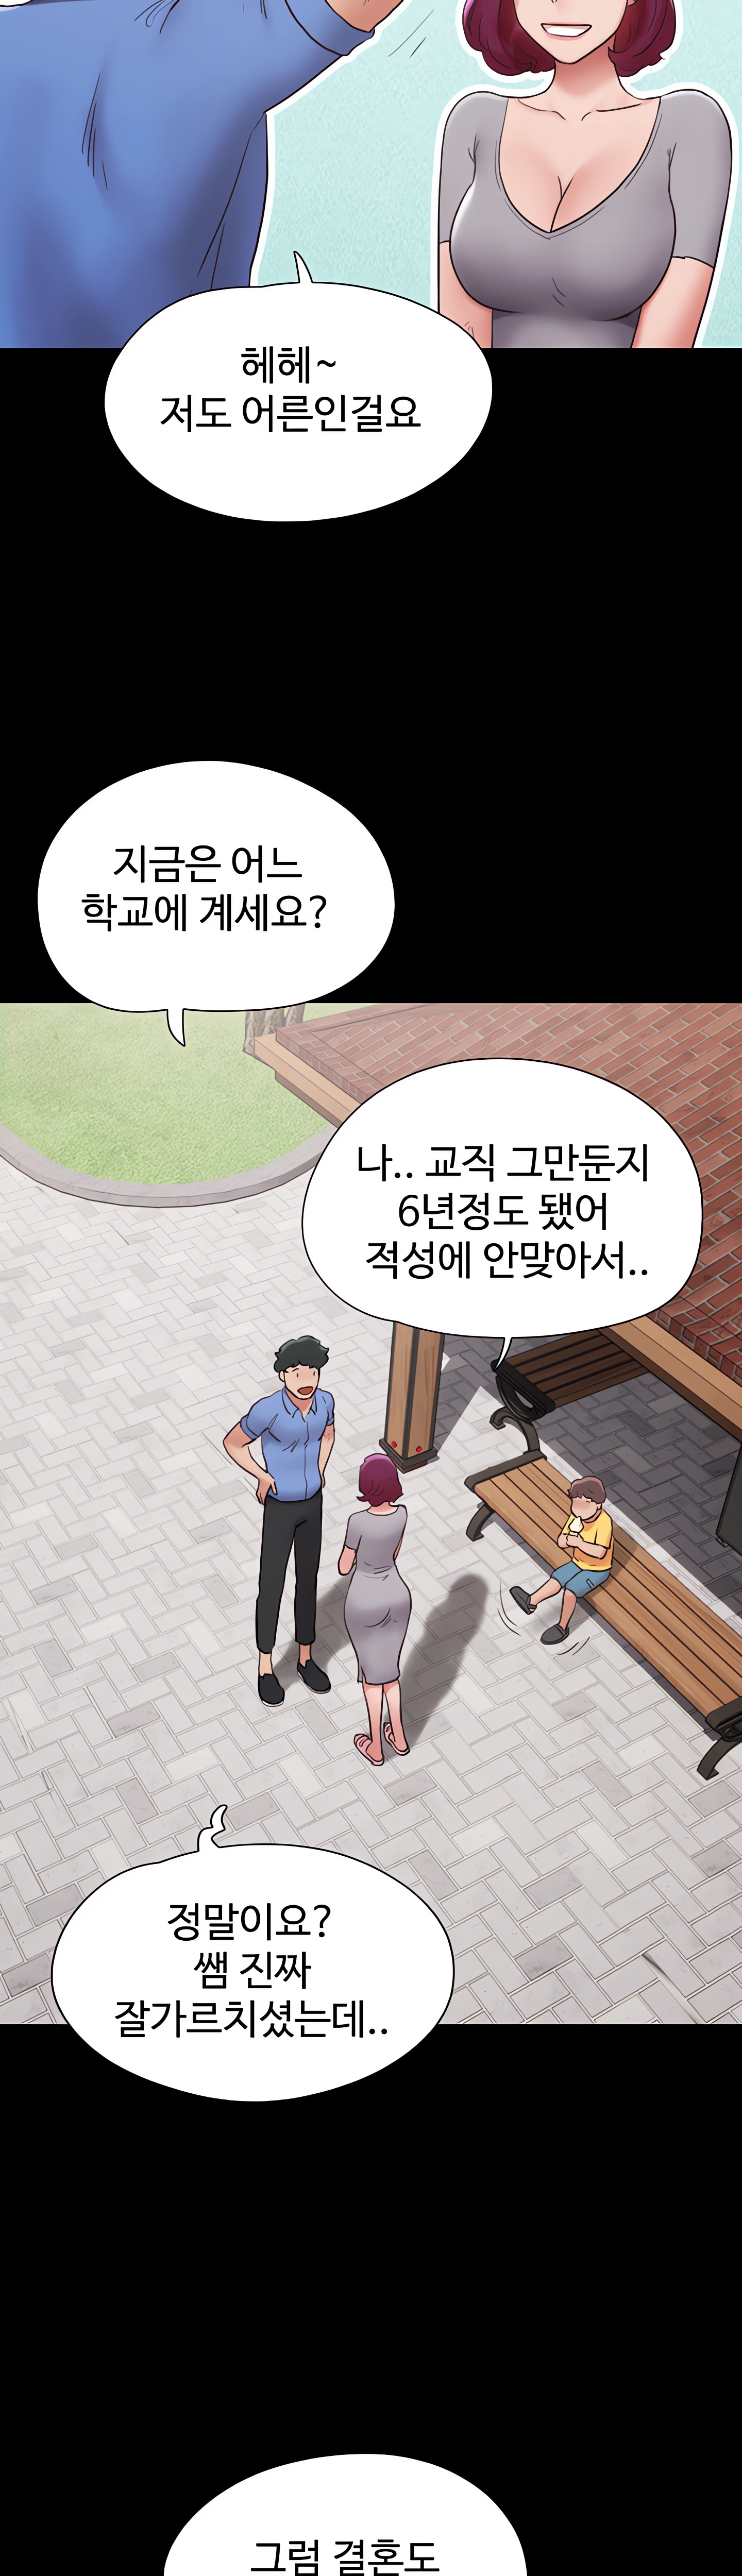 헤헤~
저도 어른인걸요
지금은 어느
학교에 계세요?
나.. 교직 그만둔지
6년정도 됐어
적성에 안맞아서..
정말이요?
쌤 진짜
잘가르치셨는데..
그럼 결혼도